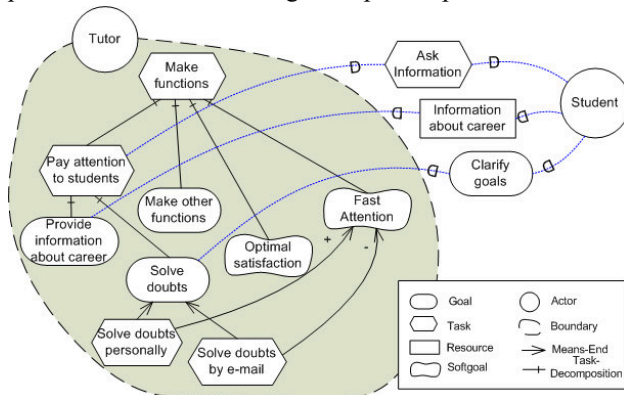 Tutor
Make
functions
Ask
Information
Student
Information
about career
Pay attention
to students
Clarify
goals
Make other
functions
Fast
Attention
Provide
information
about career
Optimal
satisfaction
+
-
Solve
doubts
Solve doubts
personally
Solve doubts
by e-mail
Goal
Actor
Task
Boundary
Resource
Means-End
Softgoal
Task-
Decomposition